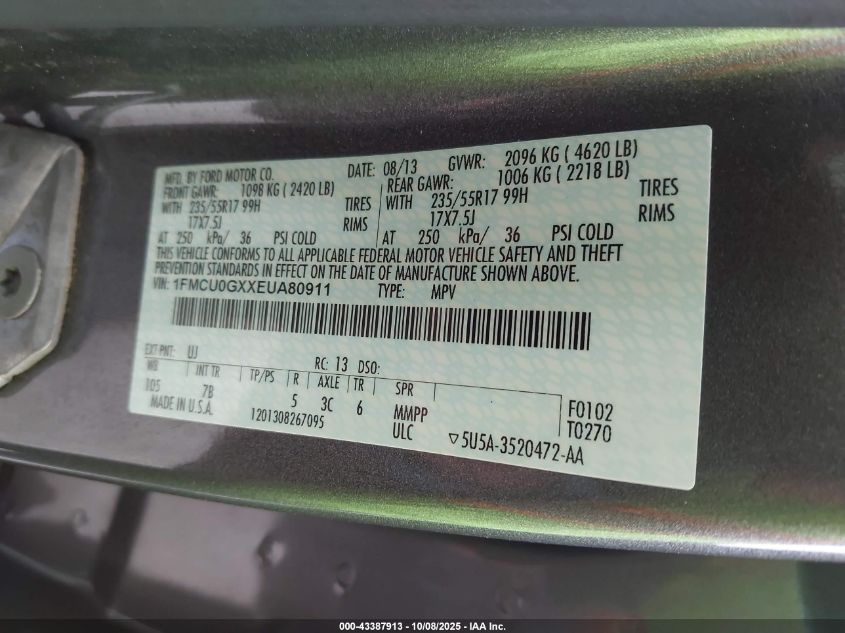 MFD. BY FORD MOTOR CO. DATE: 08/13 GVWR: 2096 KG ( 4620 LB)
FRONT GAWR: 1098 KG ( 2420 LB) REAR GAWR: 1006 KG ( 2218 LB)
WITH 235/55R17 99H TIRES WITH 235/55R17 99H TIRES
17X7.5J RIMS 17X7.5J RIMS
AT 250 kPa/ 36 PSI COLD AT 250 kPa/ 36 PSI COLD
THIS VEHICLE CONFORMS TO ALL APPLICABLE FEDERAL MOTOR VEHICLE SAFETY AND THEFT
PREVENTION STANDARDS IN EFFECT ON THE DATE OF MANUFACTURE SHOWN ABOVE.
VIN: 1FMCU0GXXEUA80911 TYPE: MPV
EXT PNT: UJ RC: 13 DSO:
WB INT TR TP/PS R AXLE TR SPR
105 7B 5 3C 6 MMPP F0102
MADE IN U.S.A. 1201308267095 ULC T0270
▽5U5A-3520472-AA
000-43387913 - 10/08/2025 - IAA Inc.